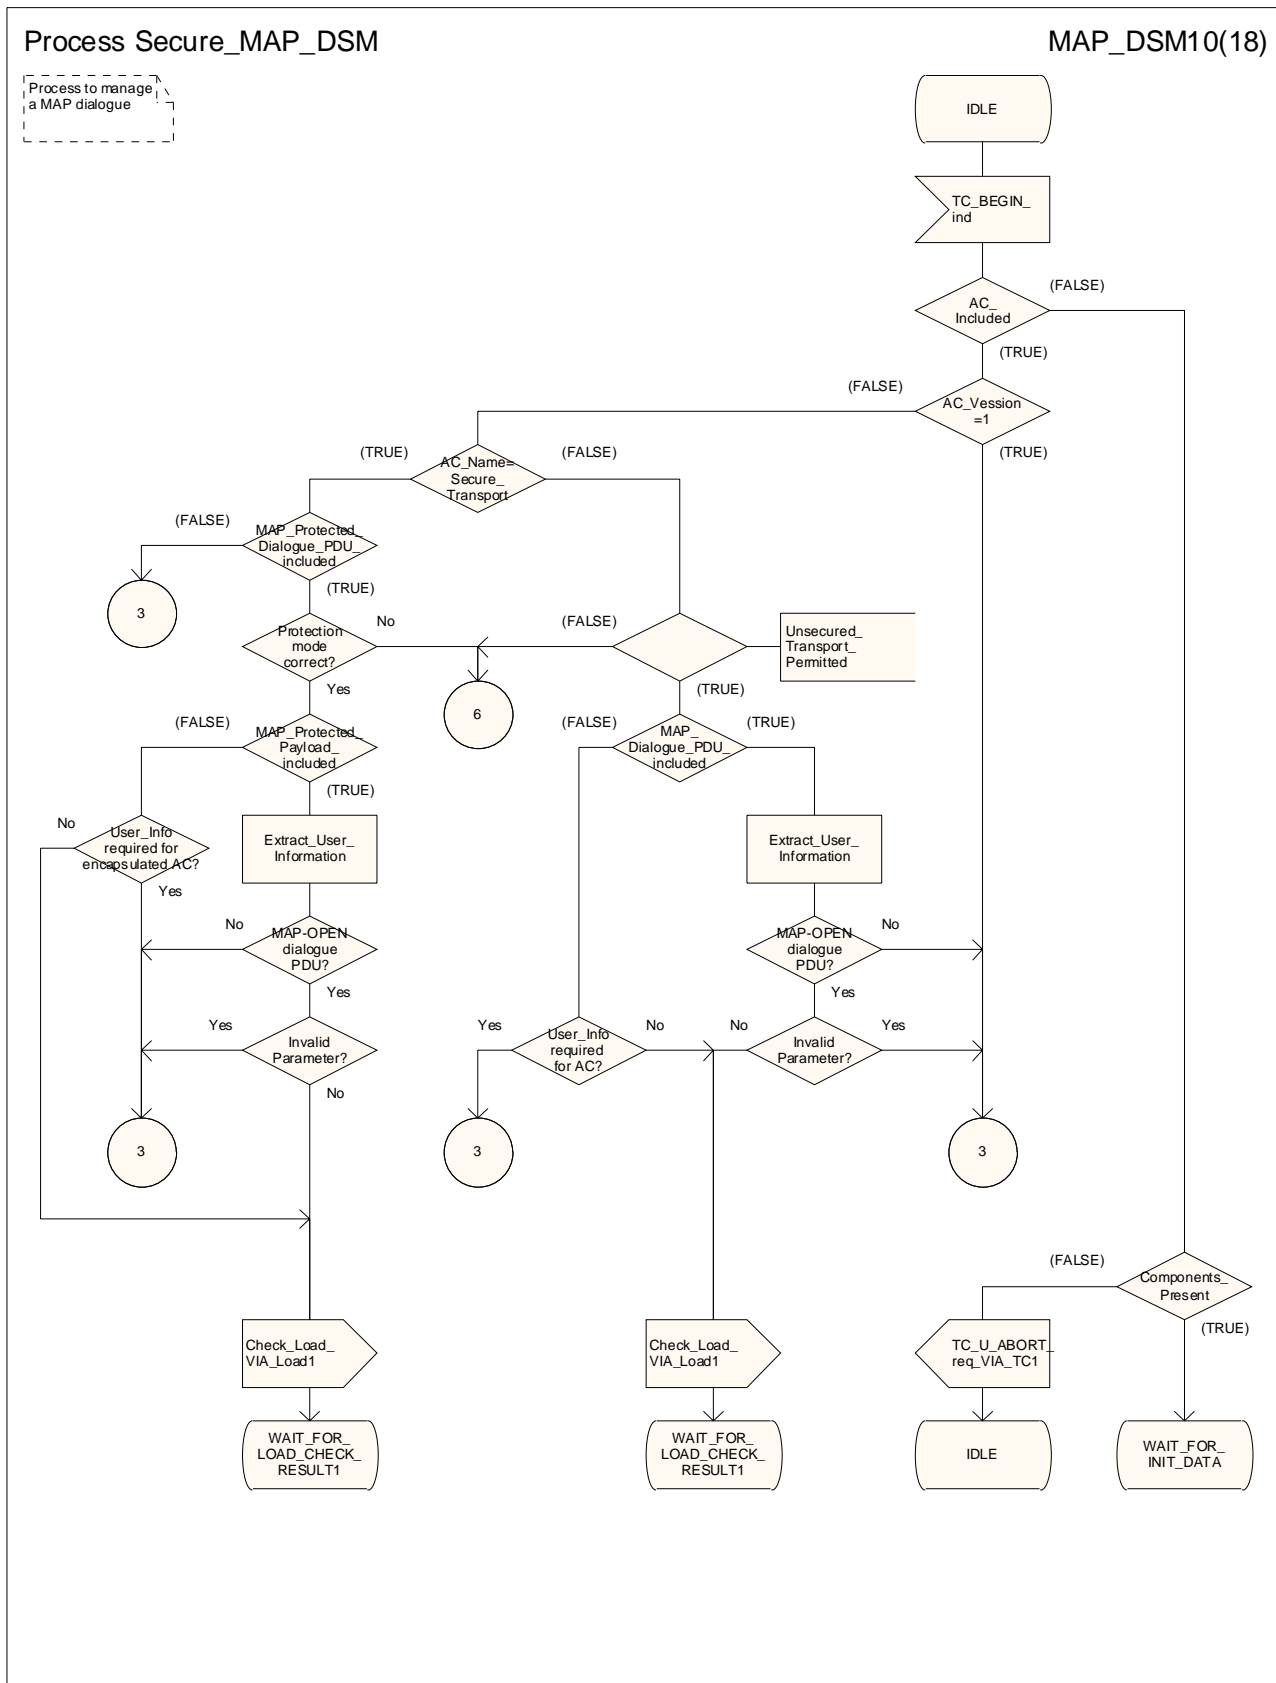 Process Secure_MAP_DSM
MAP_DSM10(18)
Process to manage
a MAP dialogue
IDLE
TC_BEGIN_
ind
(FALSE)
AC_
Included
(TRUE)
(FALSE)
AC_Vession
=1
(TRUE)
(TRUE)
AC_Name=
Secure_
Transport
(FALSE)
(FALSE)
MAP_Protected_
Dialogue_PDU_
included
(TRUE)
3
Protection
mode
correct?
No
Yes
(FALSE)
Unsecured_
Transport_
Permitted
(TRUE)
6
(FALSE)
MAP_Protected_
Payload_
included
(TRUE)
(FALSE)
MAP_
Dialogue_PDU_
included
(TRUE)
No
User_Info
required for
encapsulated AC?
Yes
Extract_User_
Information
Extract_User_
Information
No
MAP-OPEN
dialogue
PDU?
Yes
MAP-OPEN
dialogue
PDU?
No
Yes
Yes
Invalid
Parameter?
No
Yes
User_Info
required
for AC?
No
No
Invalid
Parameter?
Yes
3
3
3
(FALSE)
Components_
Present
(TRUE)
Check_Load_
VIA_Load1
Check_Load_
VIA_Load1
TC_U_ABORT_
req_VIA_TC1
WAIT_FOR_
LOAD_CHECK_
RESULT1
WAIT_FOR_
LOAD_CHECK_
RESULT1
IDLE
WAIT_FOR_
INIT_DATA